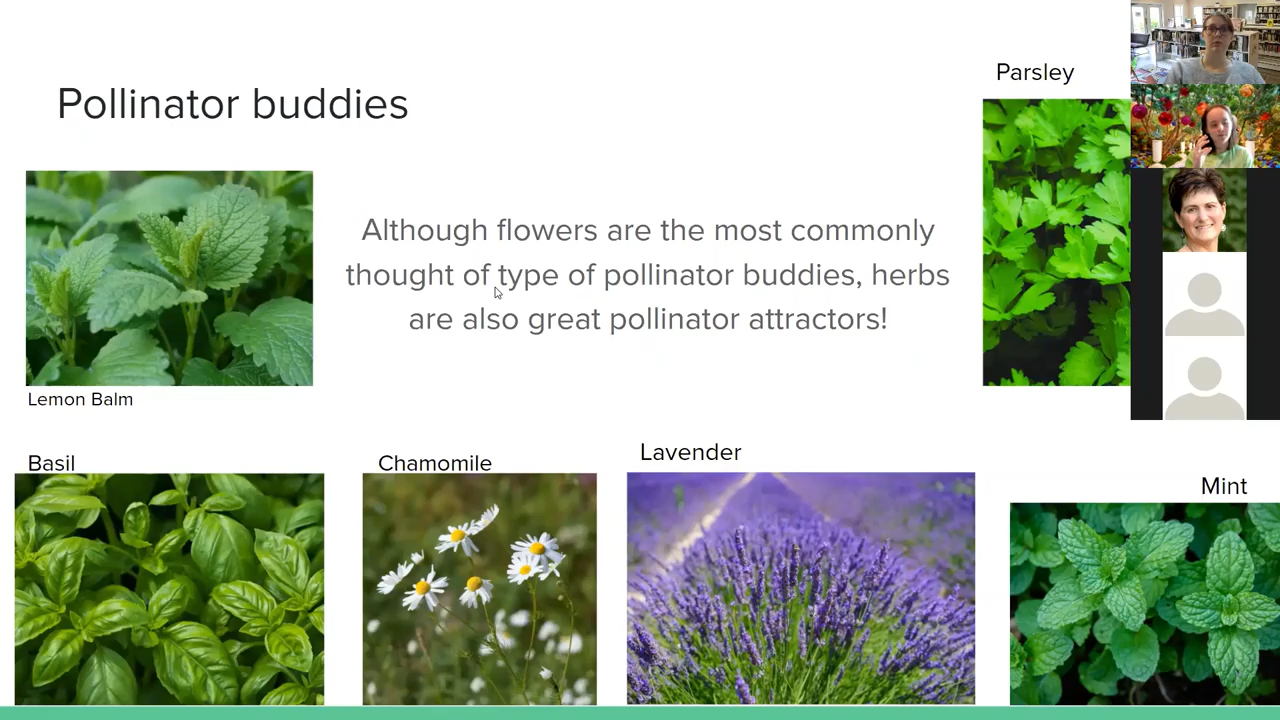 Parsley
Pollinator buddies
Although flowers are the most commonly
thought of type of pollinator buddies, herbs
are also great pollinator attractors!
Lemon Balm
Basil
Chamomile
Lavender
Mint